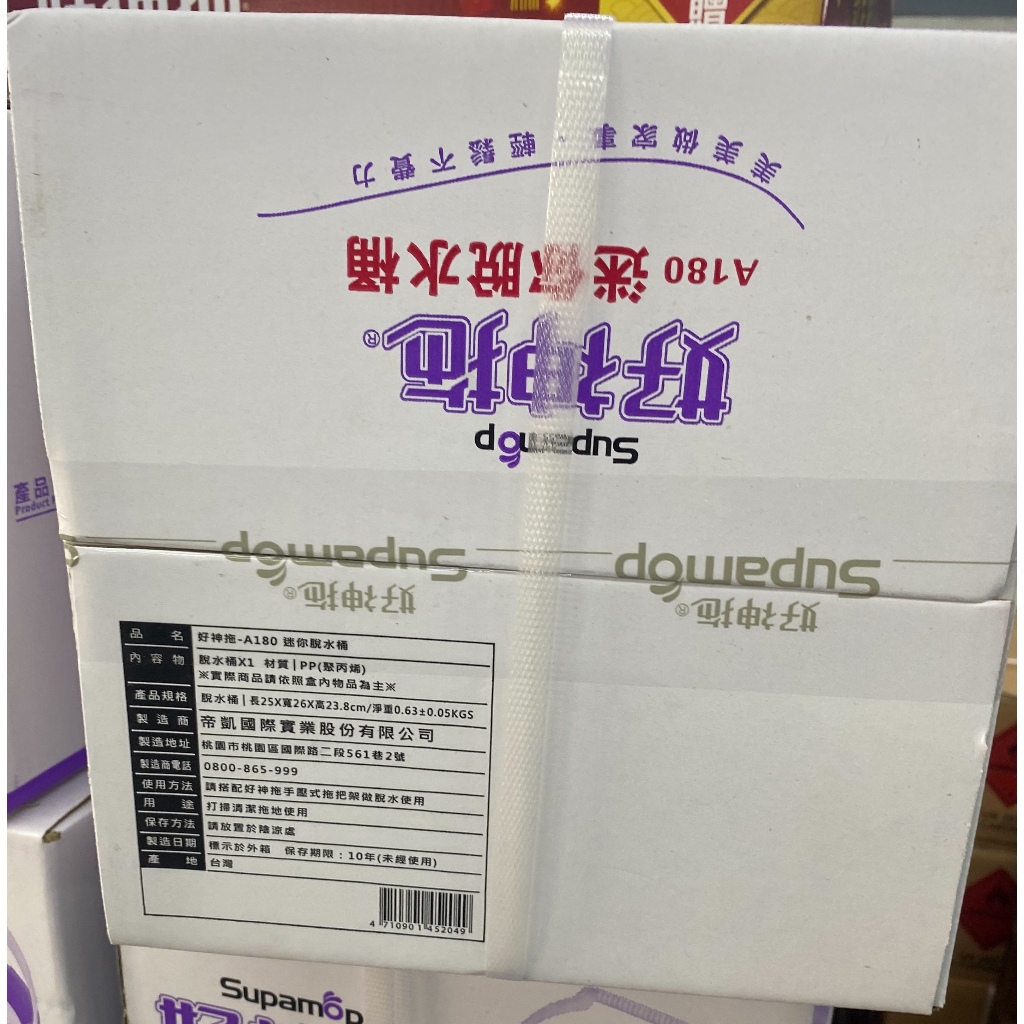 美美做家事、輕鬆不費力
A180 迷你脫水桶
好神拖®
Supamop
Supamop
好神拖®
Supamop
好神拖®
產品
Product
品名 好神拖-A180 迷你脫水桶
內容物 脫水桶X1 材質|PP(聚丙烯)
※實際商品請依照盒內物品為主※
產品規格 脫水桶|長25X寬26X高23.8cm/淨重0.63±0.05KGS
製造商 帝凱國際實業股份有限公司
製造地址 桃園市桃園區國際路二段561巷2號
製造商電話 0800-865-999
使用方法 請搭配好神拖手壓式拖把架做脫水使用
用途 打掃清潔拖地使用
保存方法 請放置於陰涼處
製造日期 標示於外箱 保存期限:10年(未經使用)
產地 台灣
4 710901 452049
Supamop